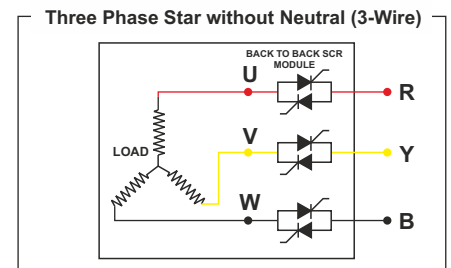 Three Phase Star without Neutral (3-Wire)
BACK TO BACK SCR
MODULE
U
R
LOAD
V
Y
W
B